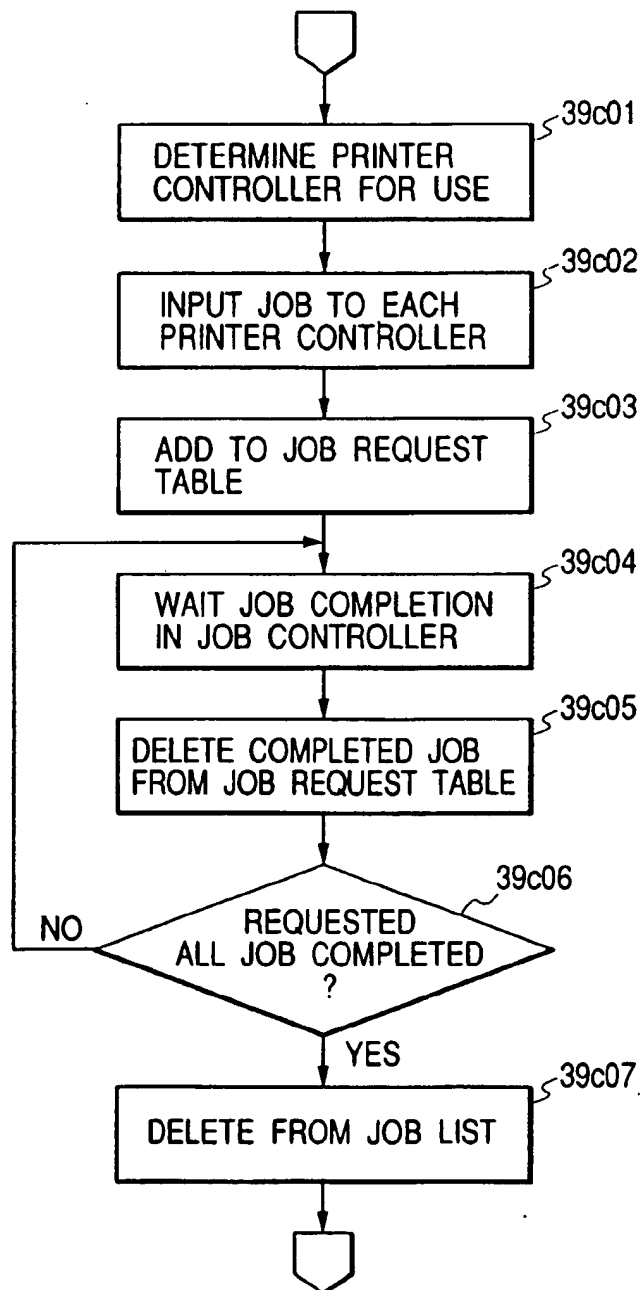 39c01
DETERMINE PRINTER
CONTROLLER FOR USE
39c02
INPUT JOB TO EACH
PRINTER CONTROLLER
39c03
ADD TO JOB REQUEST
TABLE
39c04
WAIT JOB COMPLETION
IN JOB CONTROLLER
39c05
DELETE COMPLETED JOB
FROM JOB REQUEST TABLE
39c06
REQUESTED
ALL JOB COMPLETED
?
NO
YES
39c07
DELETE FROM JOB LIST